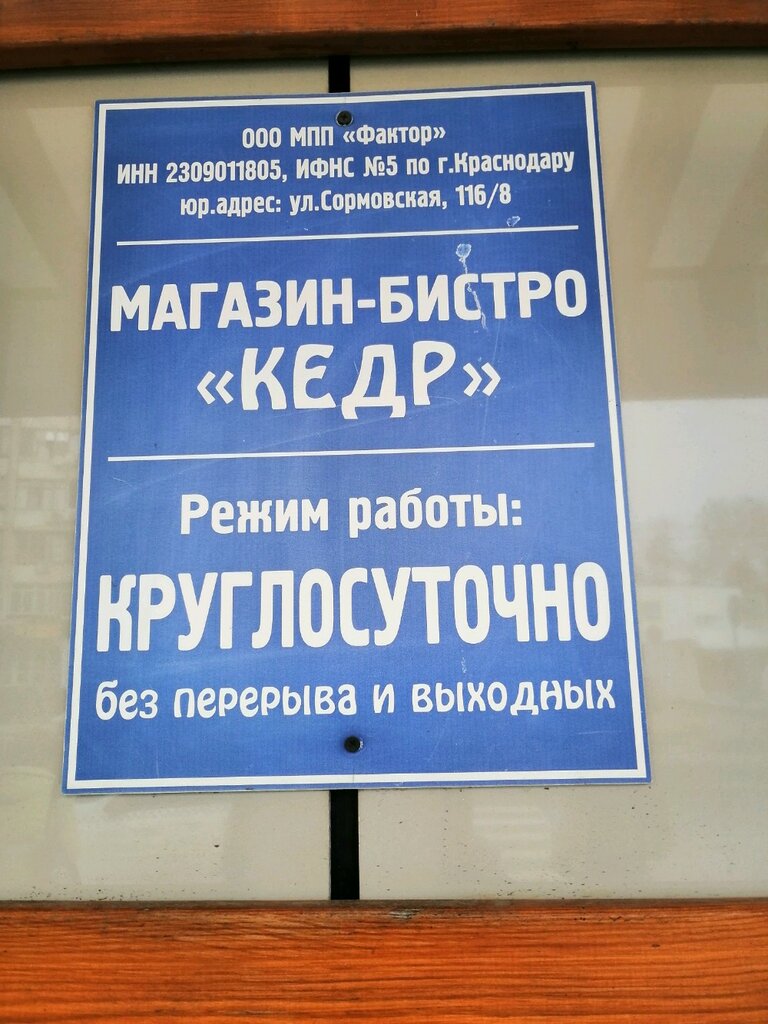 ООО МПП «Фактор»
ИНН 2309011805, ИФНС №5 по г.Краснодару
юр.адрес: ул.Сормовская, 116/8
МАГАЗИН-БИСТРО
«КЕДР»
Режим работы:
КРУГЛОСУТОЧНО
без перерыва и выходных